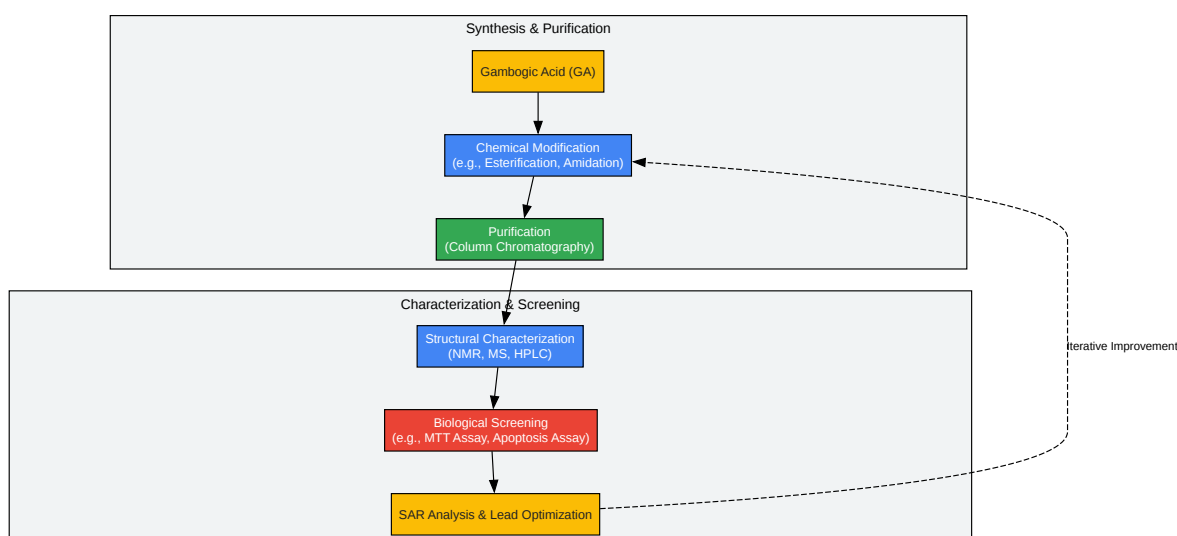 Synthesis & Purification
Gambogic Acid (GA)
Chemical Modification
(e.g., Esterification, Amidation)
Purification
(Column Chromatography)
Characterization & Screening
Structural Characterization
(NMR, MS, HPLC)
Iterative Improvement
Biological Screening
(e.g., MTT Assay, Apoptosis Assay)
SAR Analysis & Lead Optimization